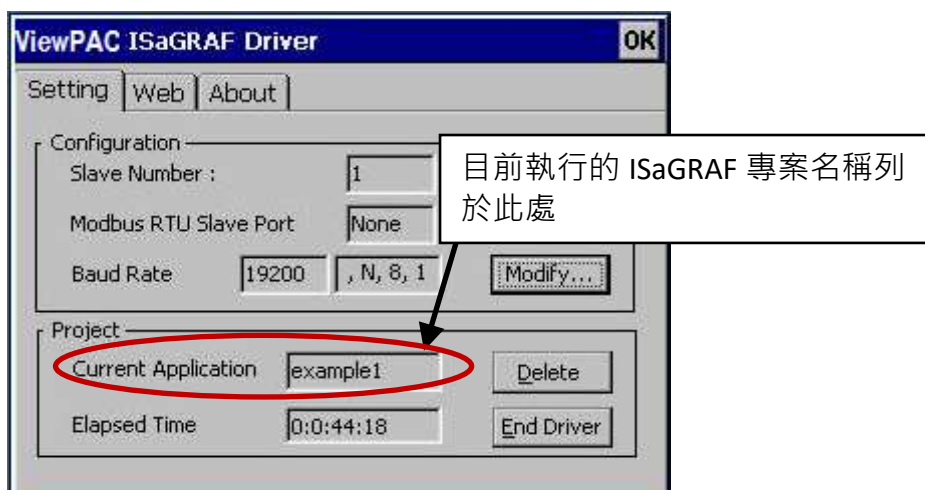 ViewPAC ISaGRAF Driver OK
Setting Web About
Configuration
Slave Number : 1
目前執行的 ISaGRAF 專案名稱列
於此處
Modbus RTU Slave Port None
Baud Rate 19200 , N, 8, 1 Modify...
Project
Current Application example1 Delete
Elapsed Time 0:0:44:18 End Driver